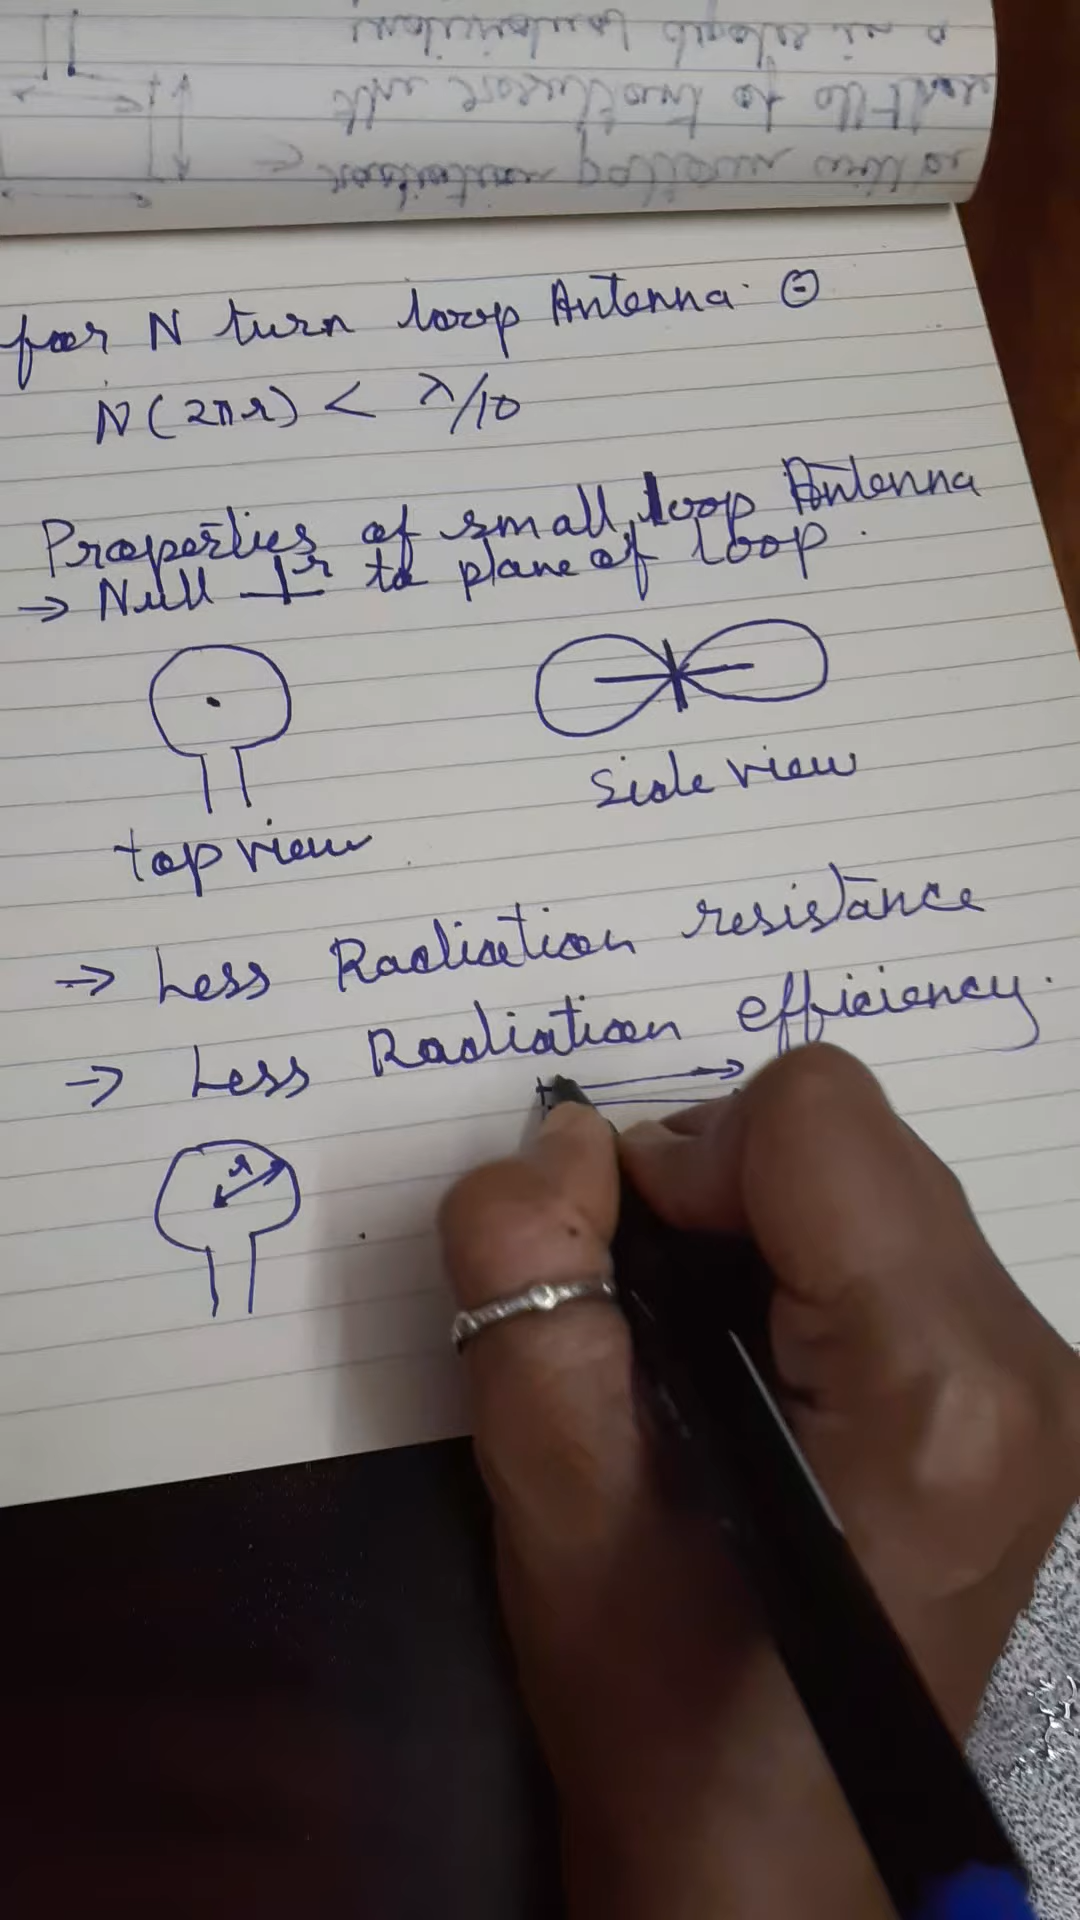 for N turn loop Antenna :-
N(2πr) < λ/10
Properties of small loop Antenna
→ Null ⊥r to plane of loop.
top view
side view
→ Less Radiation resistance
→ Less Radiation efficiency.
r